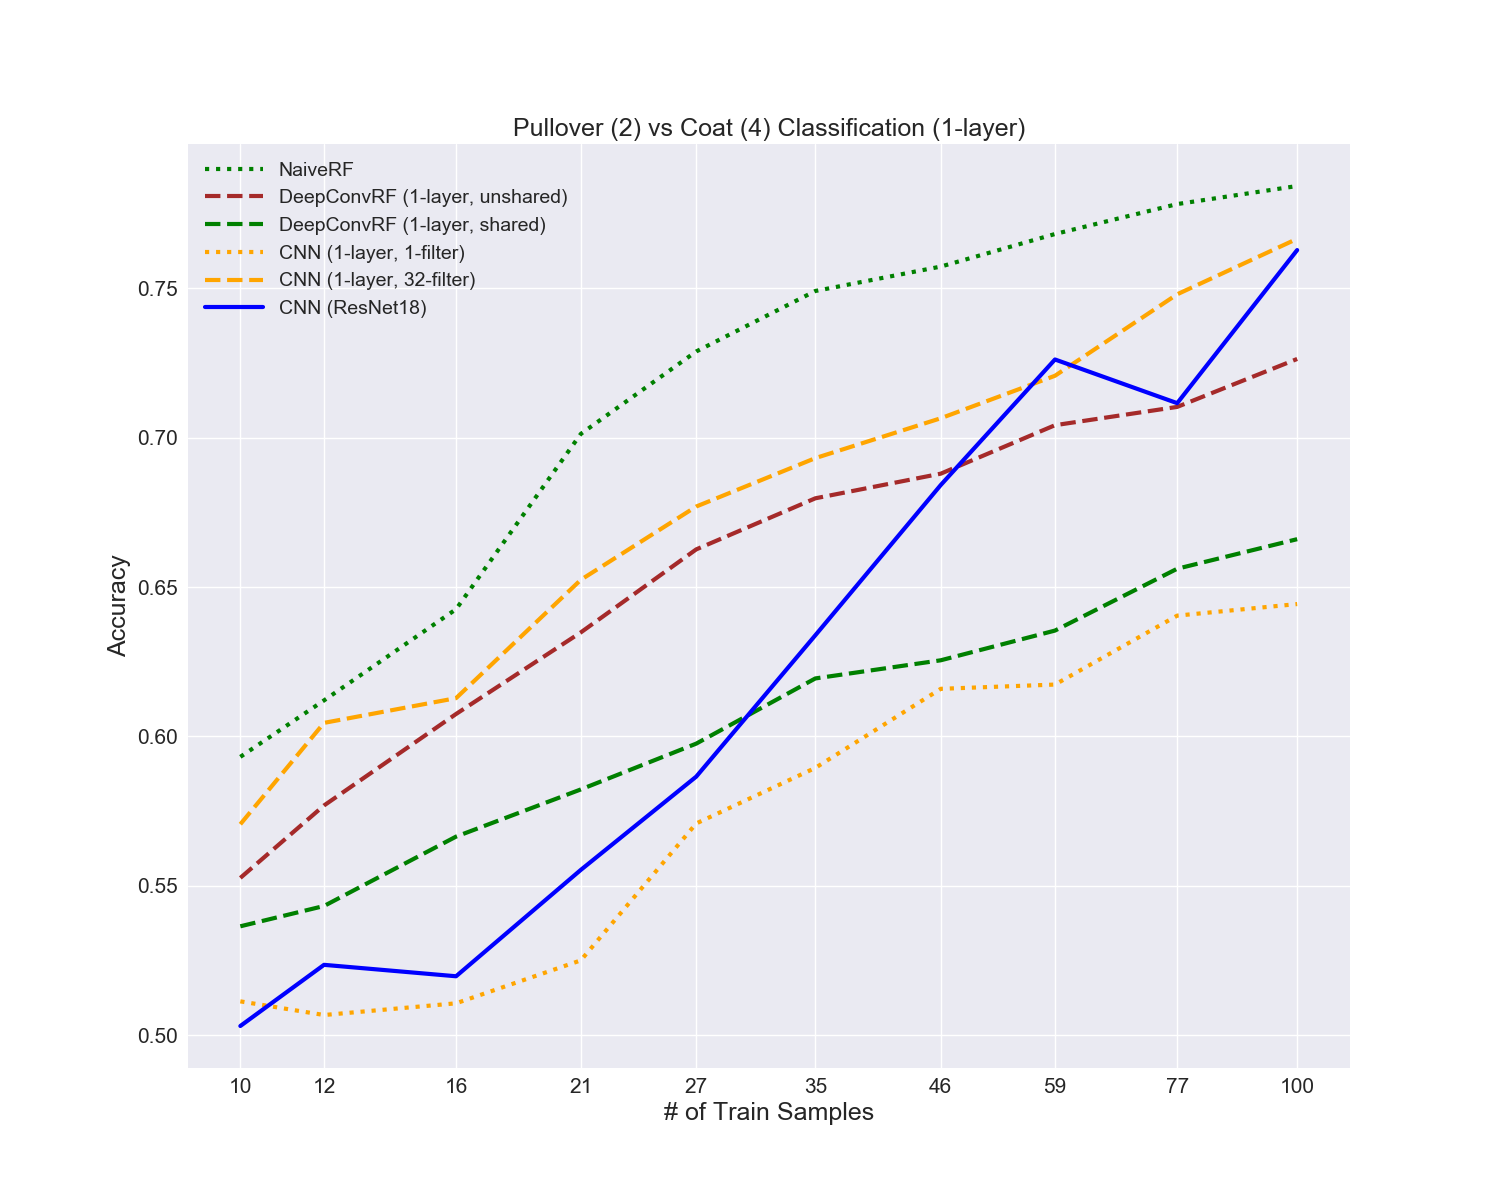 Pullover (2) vs Coat (4) Classification (1-layer)
NaiveRF
DeepConvRF (1-layer, unshared)
DeepConvRF (1-layer, shared)
CNN (1-layer, 1-filter)
CNN (1-layer, 32-filter)
CNN (ResNet18)
0.75
0.70
0.65
0.60
0.55
0.50
Accuracy
10 12 16 21 27 35 46 59 77 100
# of Train Samples